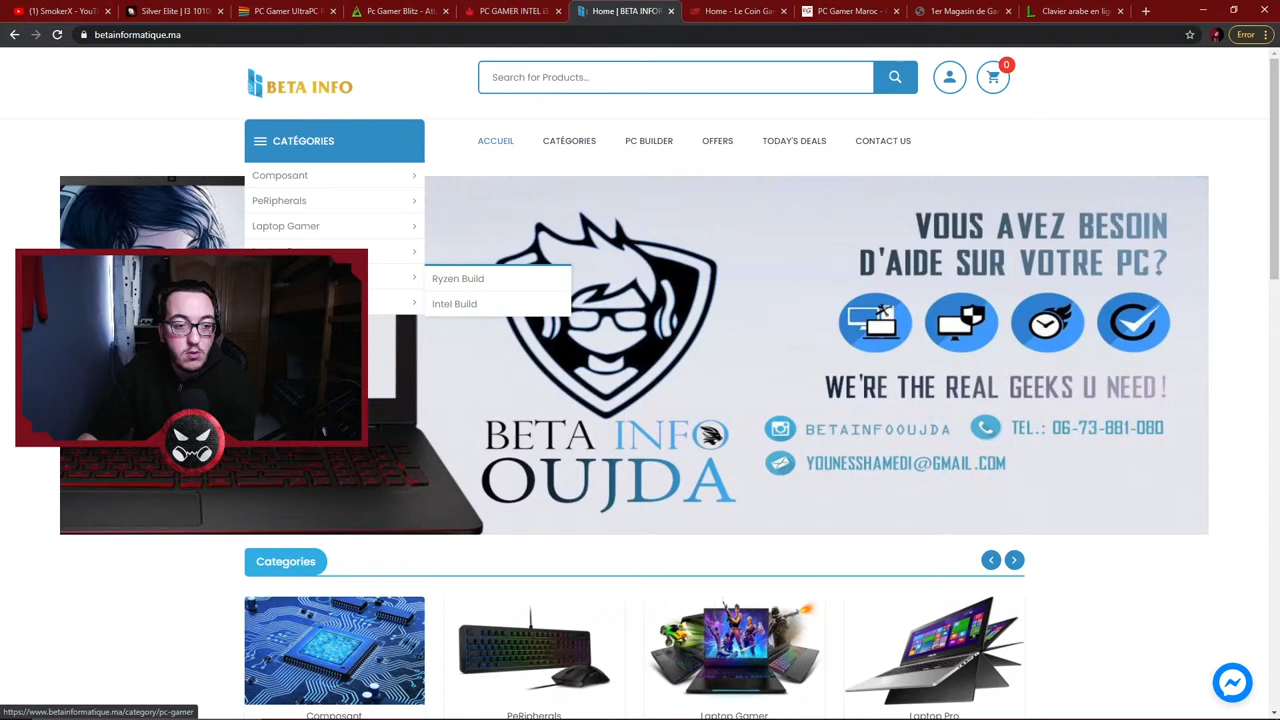 (1) SmokerX - YouT
Silver Elite | I3 1010
PC Gamer UltraPC R
Pc Gamer Blitz - Atl
PC GAMER INTEL i
Home | BETA INFOR
Home - Le Coin Ga
PC Gamer Maroc -
1er Magasin de Ga
Clavier arabe en lig
betainformatique.ma
Error
BETA INFO
Search for Products...
0
CATÉGORIES
ACCUEIL
CATÉGORIES
PC BUILDER
OFFERS
TODAY'S DEALS
CONTACT US
Composant
PeRipherals
Laptop Gamer
Ryzen Build
Intel Build
VOUS AVEZ BESOIN
D'AIDE SUR VOTRE PC?
WE'RE THE REAL GEEKS U NEED!
BETAINFOOUJDA
TEL.: 06-73-881-080
YOUNESSHAMEDI@GMAIL.COM
BETA INFO
OUJDA
Categories
Composant
PeRipherals
Laptop Gamer
Laptop Pro
https://www.betainformatique.ma/category/pc-gamer